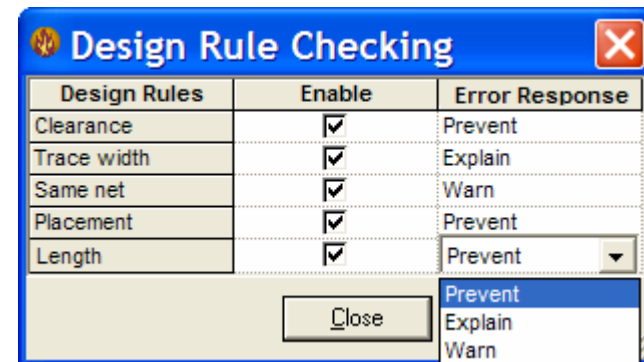 Design Rule Checking
Design Rules Enable Error Response
Clearance Prevent
Trace width Explain
Same net Warn
Placement Prevent
Length Prevent
Prevent
Close Explain
Warn